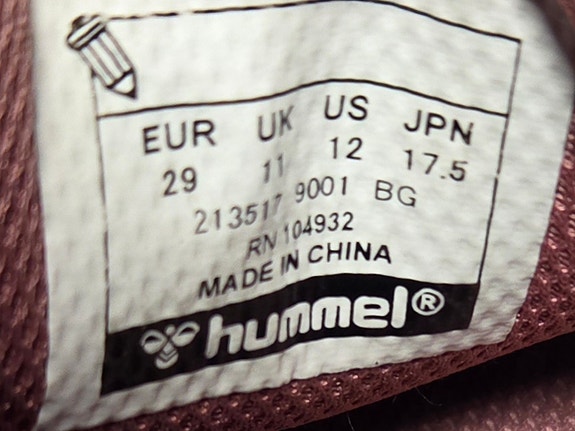 EUR UK US JPN
29 11 12 17.5
213517 9001 BG
RN 104932
MADE IN CHINA
hummel®